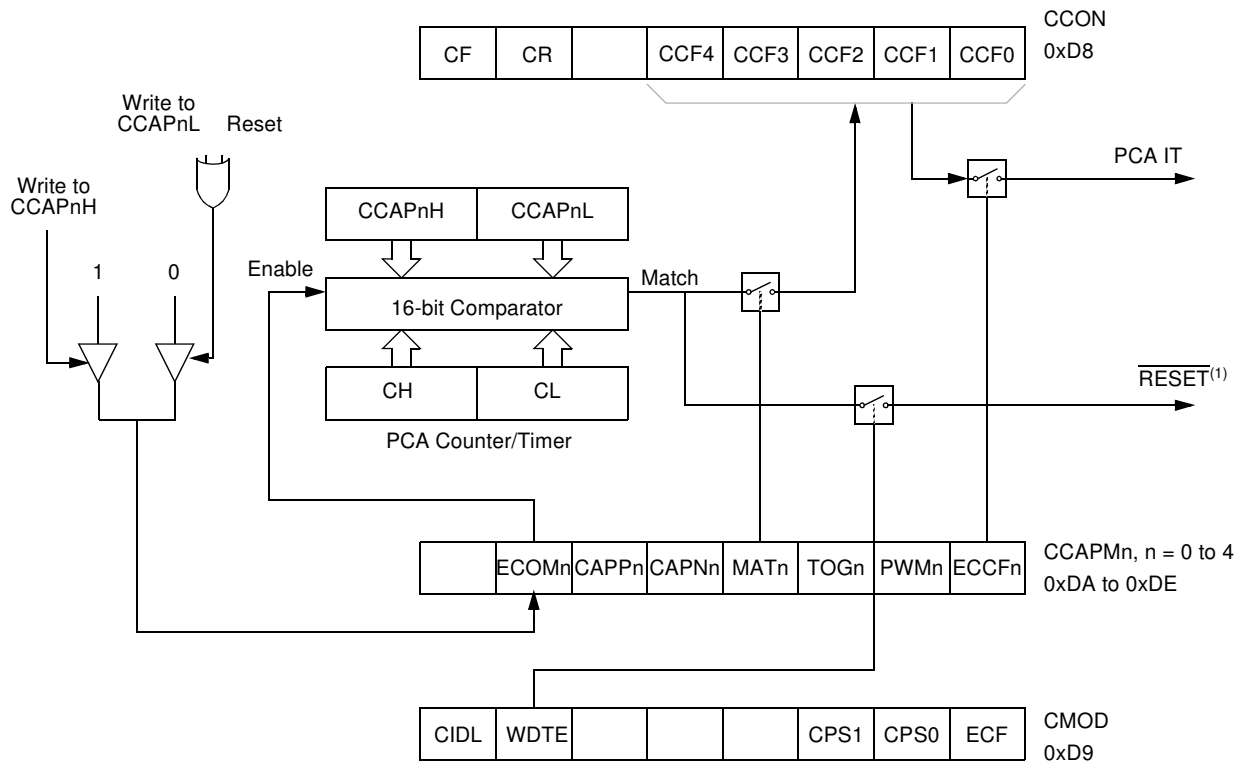 CCON
0xD8
CF CR CCF4 CCF3 CCF2 CCF1 CCF0
Write to
CCAPnL
Reset
Write to
CCAPnH
1
0
PCA IT
CCAPnH CCAPnL
Enable
16-bit Comparator
Match
CH CL
PCA Counter/Timer
RESET(1)
ECOMn CAPPn CAPNn MATn TOGn PWMn ECCFn
CCAPMn, n = 0 to 4
0xDA to 0xDE
CIDL WDTE CPS1 CPS0 ECF
CMOD
0xD9